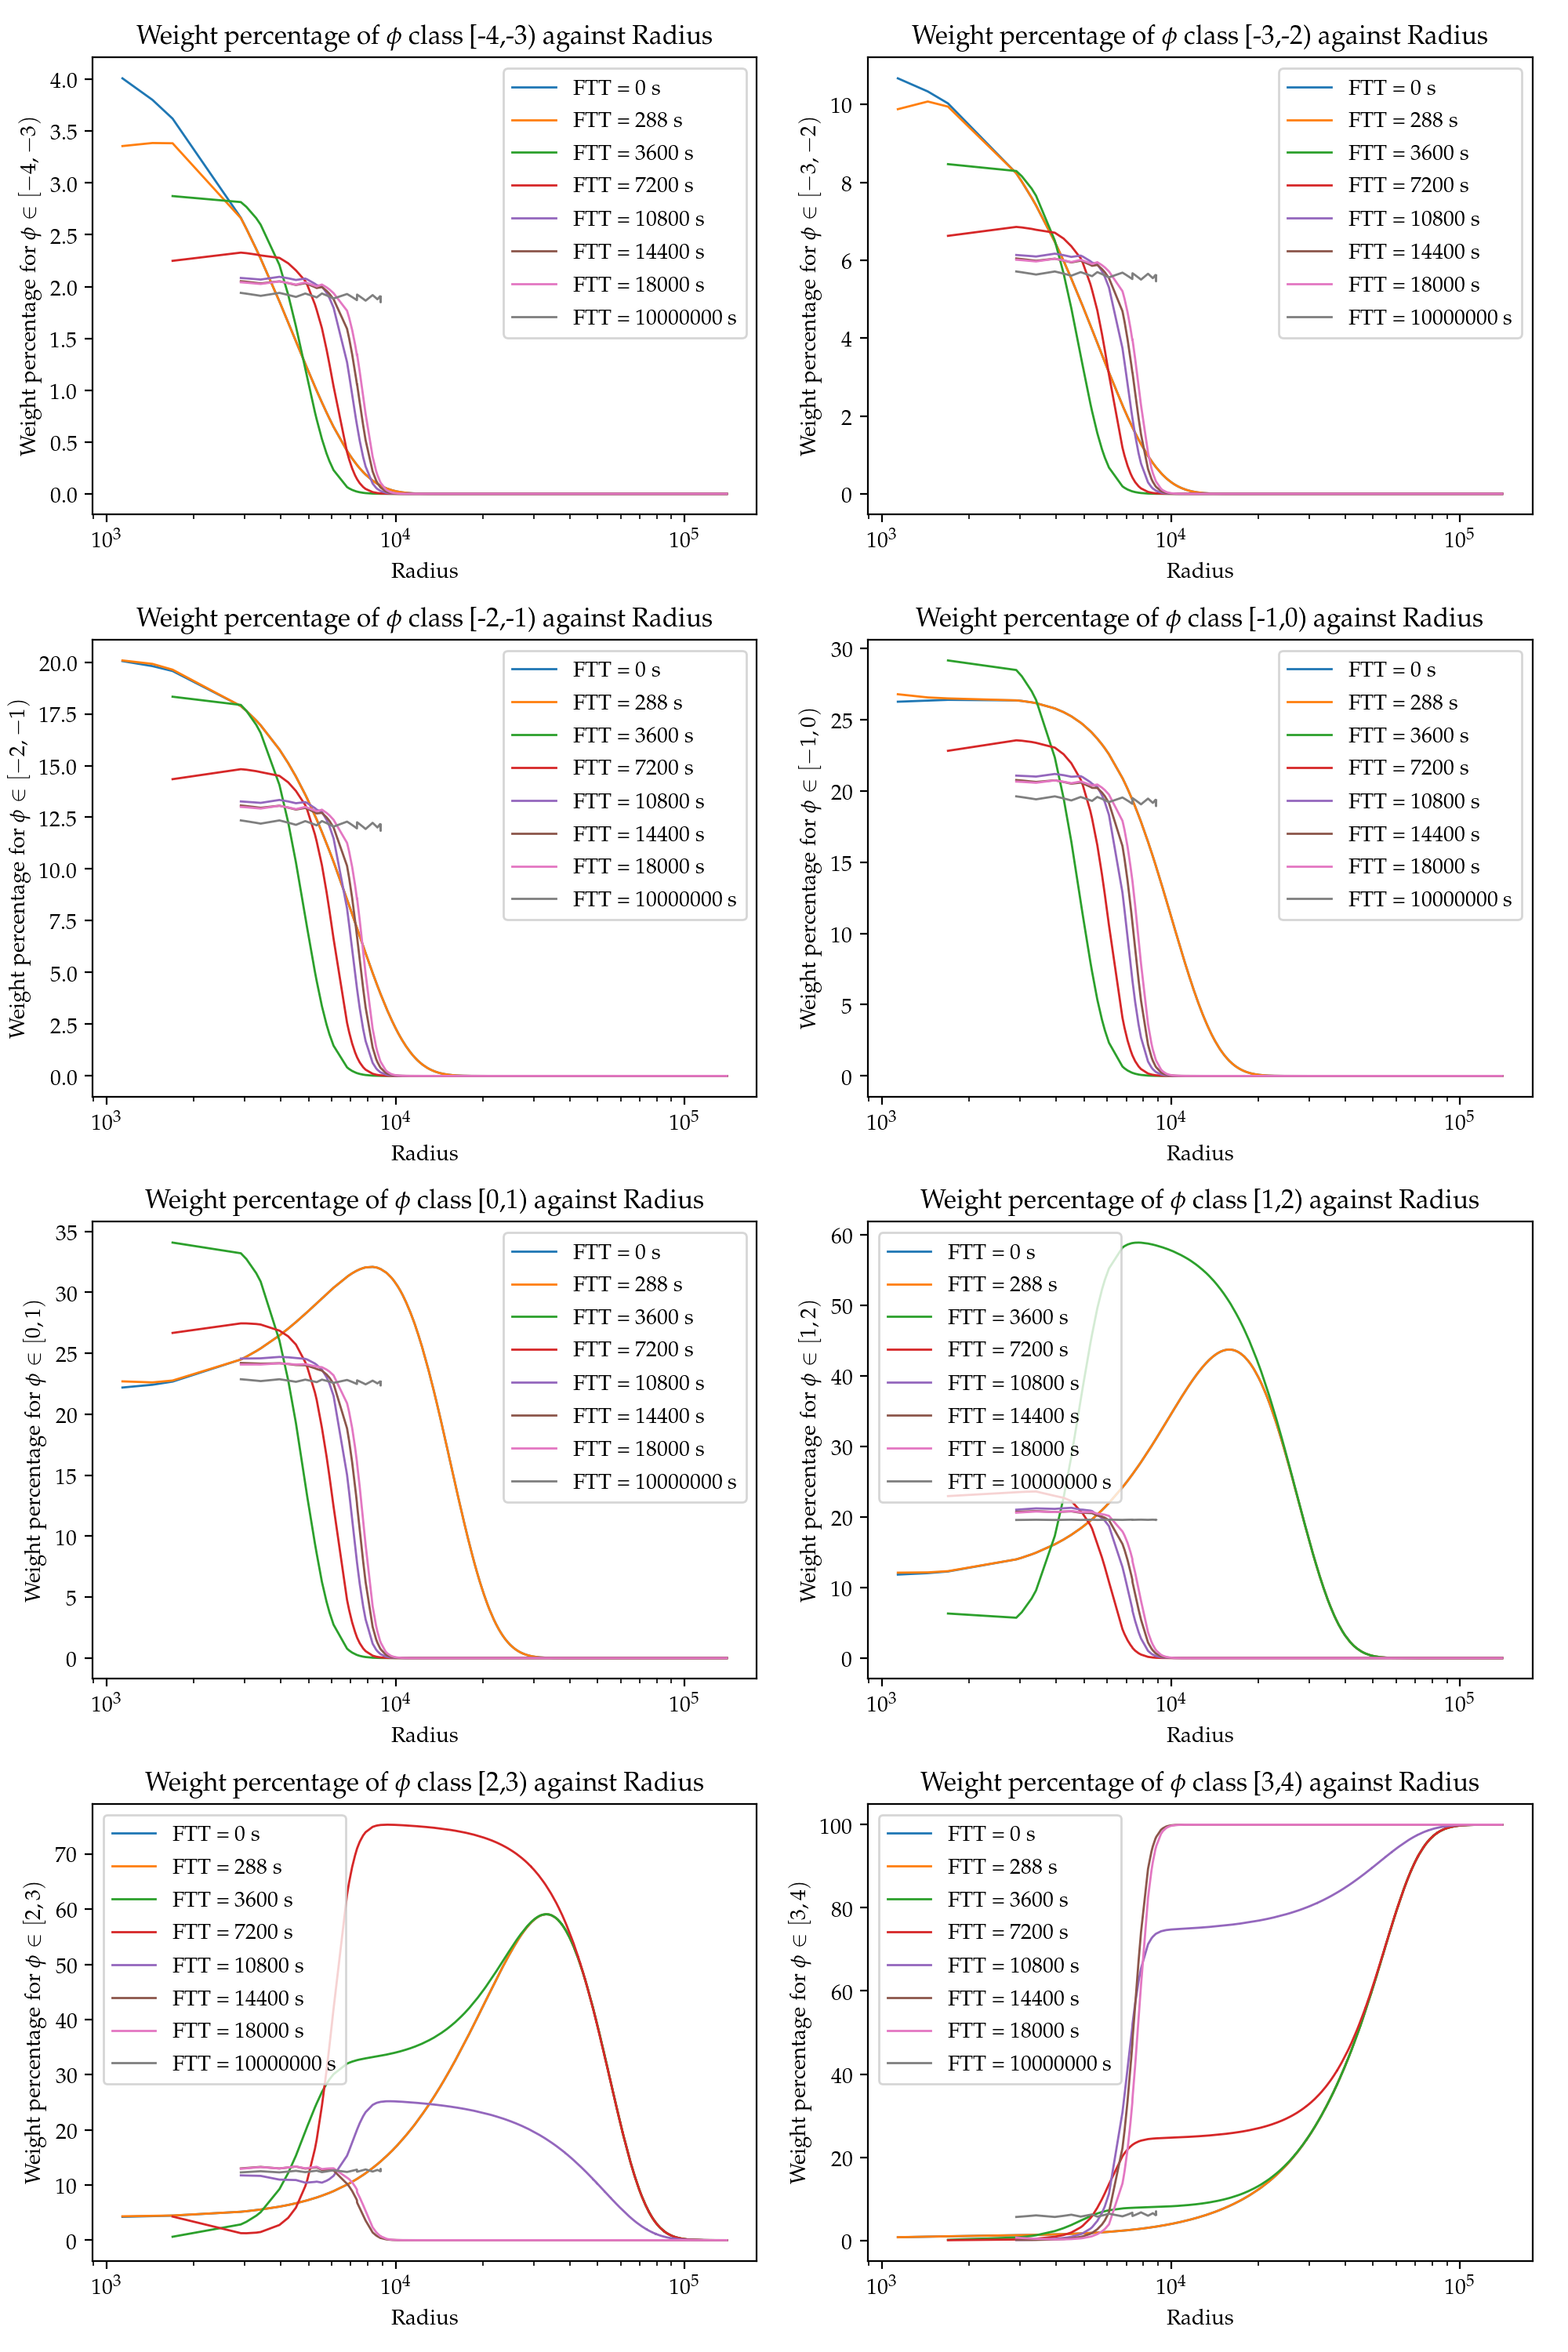 Weight percentage of ϕ class [-4,-3) against Radius
Weight percentage for ϕ ∈ [−4, −3)
4.0
3.5
3.0
2.5
2.0
1.5
1.0
0.5
0.0
FTT = 0 s
FTT = 288 s
FTT = 3600 s
FTT = 7200 s
FTT = 10800 s
FTT = 14400 s
FTT = 18000 s
FTT = 10000000 s
10³ 10⁴ 10⁵
Radius
Weight percentage of ϕ class [-3,-2) against Radius
Weight percentage for ϕ ∈ [−3, −2)
10
8
6
4
2
0
FTT = 0 s
FTT = 288 s
FTT = 3600 s
FTT = 7200 s
FTT = 10800 s
FTT = 14400 s
FTT = 18000 s
FTT = 10000000 s
10³ 10⁴ 10⁵
Radius
Weight percentage of ϕ class [-2,-1) against Radius
Weight percentage for ϕ ∈ [−2, −1)
20.0
17.5
15.0
12.5
10.0
7.5
5.0
2.5
0.0
FTT = 0 s
FTT = 288 s
FTT = 3600 s
FTT = 7200 s
FTT = 10800 s
FTT = 14400 s
FTT = 18000 s
FTT = 10000000 s
10³ 10⁴ 10⁵
Radius
Weight percentage of ϕ class [-1,0) against Radius
Weight percentage for ϕ ∈ [−1, 0)
30
25
20
15
10
5
0
FTT = 0 s
FTT = 288 s
FTT = 3600 s
FTT = 7200 s
FTT = 10800 s
FTT = 14400 s
FTT = 18000 s
FTT = 10000000 s
10³ 10⁴ 10⁵
Radius
Weight percentage of ϕ class [0,1) against Radius
Weight percentage for ϕ ∈ [0, 1)
35
30
25
20
15
10
5
0
FTT = 0 s
FTT = 288 s
FTT = 3600 s
FTT = 7200 s
FTT = 10800 s
FTT = 14400 s
FTT = 18000 s
FTT = 10000000 s
10³ 10⁴ 10⁵
Radius
Weight percentage of ϕ class [1,2) against Radius
Weight percentage for ϕ ∈ [1, 2)
60
50
40
30
20
10
0
FTT = 0 s
FTT = 288 s
FTT = 3600 s
FTT = 7200 s
FTT = 10800 s
FTT = 14400 s
FTT = 18000 s
FTT = 10000000 s
10³ 10⁴ 10⁵
Radius
Weight percentage of ϕ class [2,3) against Radius
Weight percentage for ϕ ∈ [2, 3)
70
60
50
40
30
20
10
0
FTT = 0 s
FTT = 288 s
FTT = 3600 s
FTT = 7200 s
FTT = 10800 s
FTT = 14400 s
FTT = 18000 s
FTT = 10000000 s
10³ 10⁴ 10⁵
Radius
Weight percentage of ϕ class [3,4) against Radius
Weight percentage for ϕ ∈ [3, 4)
100
80
60
40
20
0
FTT = 0 s
FTT = 288 s
FTT = 3600 s
FTT = 7200 s
FTT = 10800 s
FTT = 14400 s
FTT = 18000 s
FTT = 10000000 s
10³ 10⁴ 10⁵
Radius